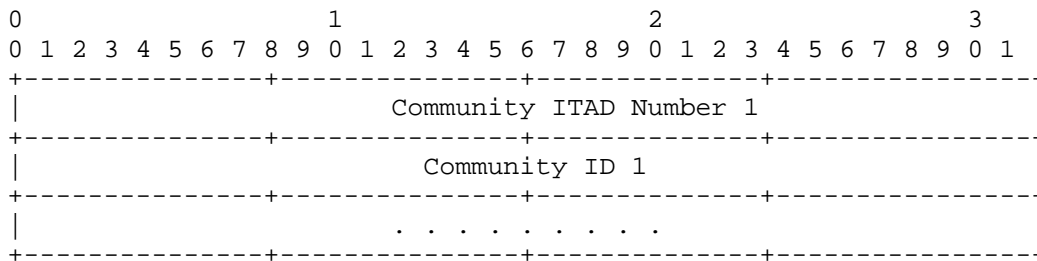 0                   1                   2                   3
0 1 2 3 4 5 6 7 8 9 0 1 2 3 4 5 6 7 8 9 0 1 2 3 4 5 6 7 8 9 0 1
+---------------+---------------+--------------+----------------
|                       Community ITAD Number 1
+---------------+---------------+--------------+----------------
|                         Community ID 1
+---------------+---------------+--------------+----------------
|                       . . . . . . . . .
+---------------+---------------+--------------+----------------